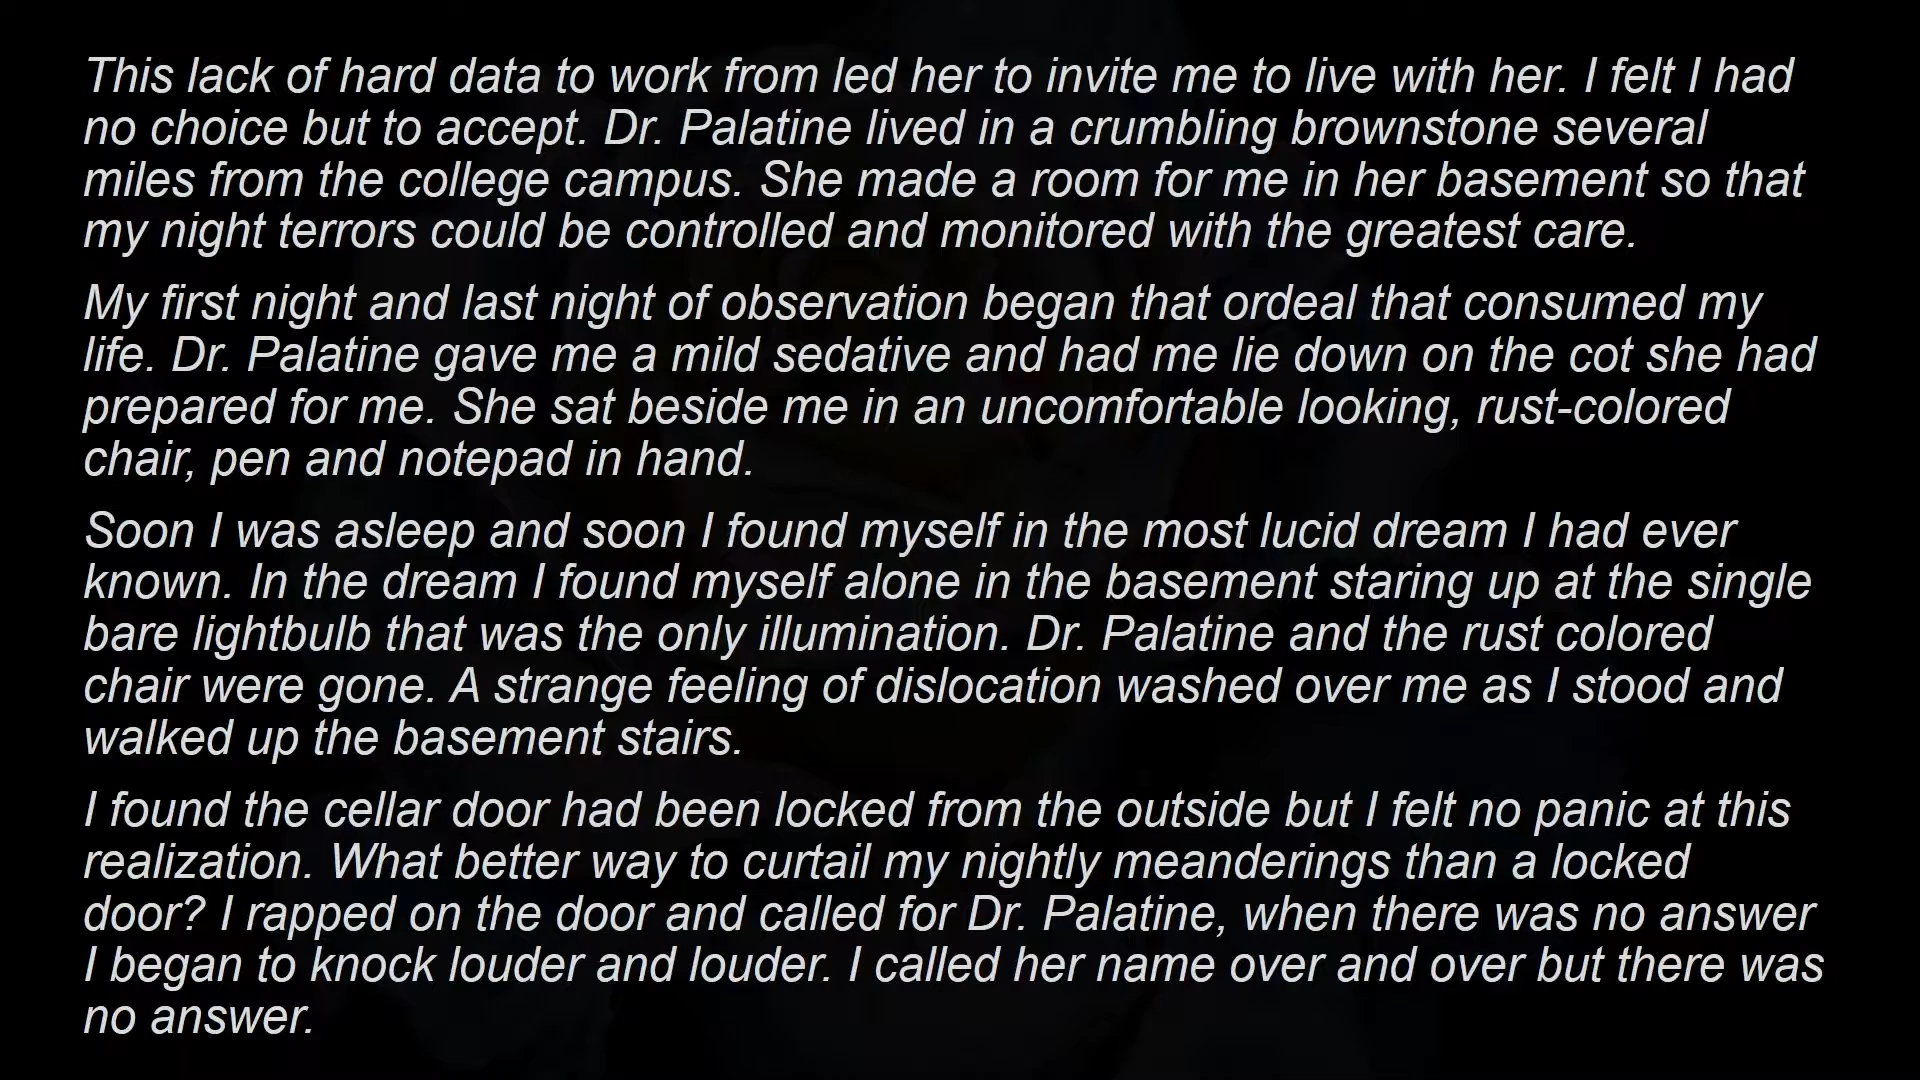 This lack of hard data to work from led her to invite me to live with her. I felt I had
no choice but to accept. Dr. Palatine lived in a crumbling brownstone several
miles from the college campus. She made a room for me in her basement so that
my night terrors could be controlled and monitored with the greatest care.
My first night and last night of observation began that ordeal that consumed my
life. Dr. Palatine gave me a mild sedative and had me lie down on the cot she had
prepared for me. She sat beside me in an uncomfortable looking, rust-colored
chair, pen and notepad in hand.
Soon I was asleep and soon I found myself in the most lucid dream I had ever
known. In the dream I found myself alone in the basement staring up at the single
bare lightbulb that was the only illumination. Dr. Palatine and the rust colored
chair were gone. A strange feeling of dislocation washed over me as I stood and
walked up the basement stairs.
I found the cellar door had been locked from the outside but I felt no panic at this
realization. What better way to curtail my nightly meanderings than a locked
door? I rapped on the door and called for Dr. Palatine, when there was no answer
I began to knock louder and louder. I called her name over and over but there was
no answer.